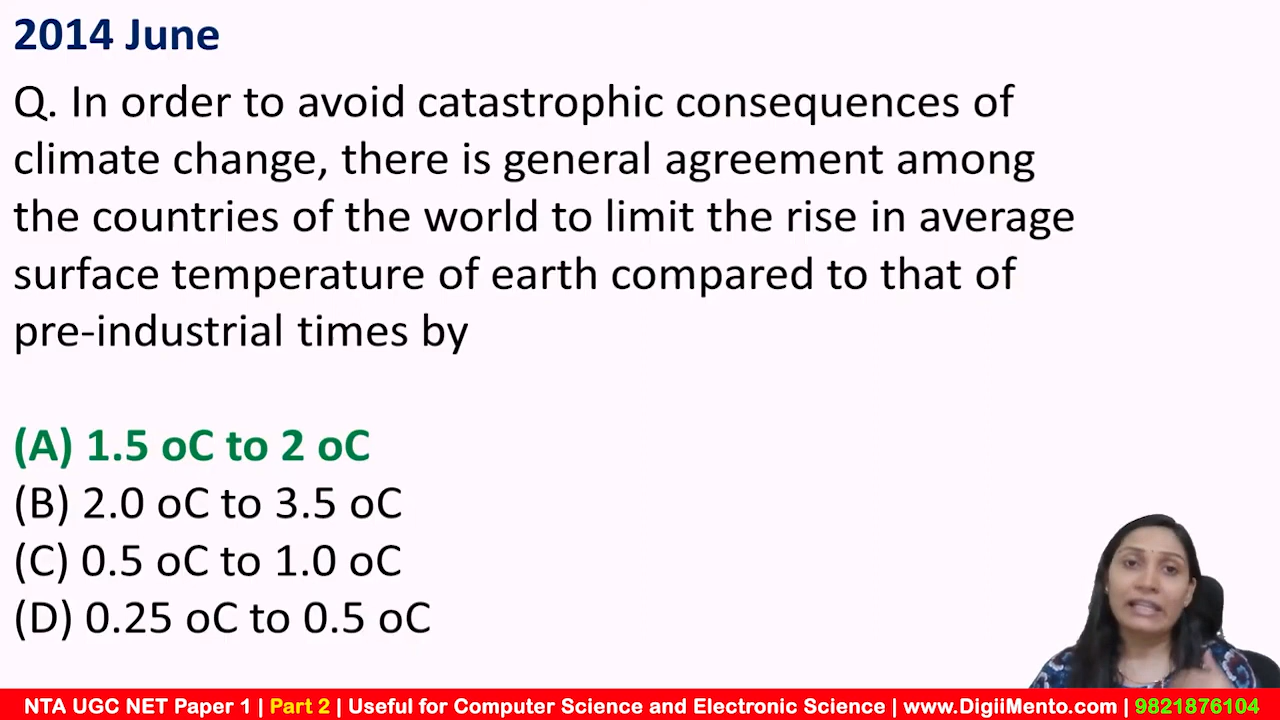 2014 June
Q. In order to avoid catastrophic consequences of
climate change, there is general agreement among
the countries of the world to limit the rise in average
surface temperature of earth compared to that of
pre-industrial times by
(A) 1.5 oC to 2 oC
(B) 2.0 oC to 3.5 oC
(C) 0.5 oC to 1.0 oC
(D) 0.25 oC to 0.5 oC
NTA UGC NET Paper 1 | Part 2 | Useful for Computer Science and Electronic Science | www.DigiiMento.com | 9821876104